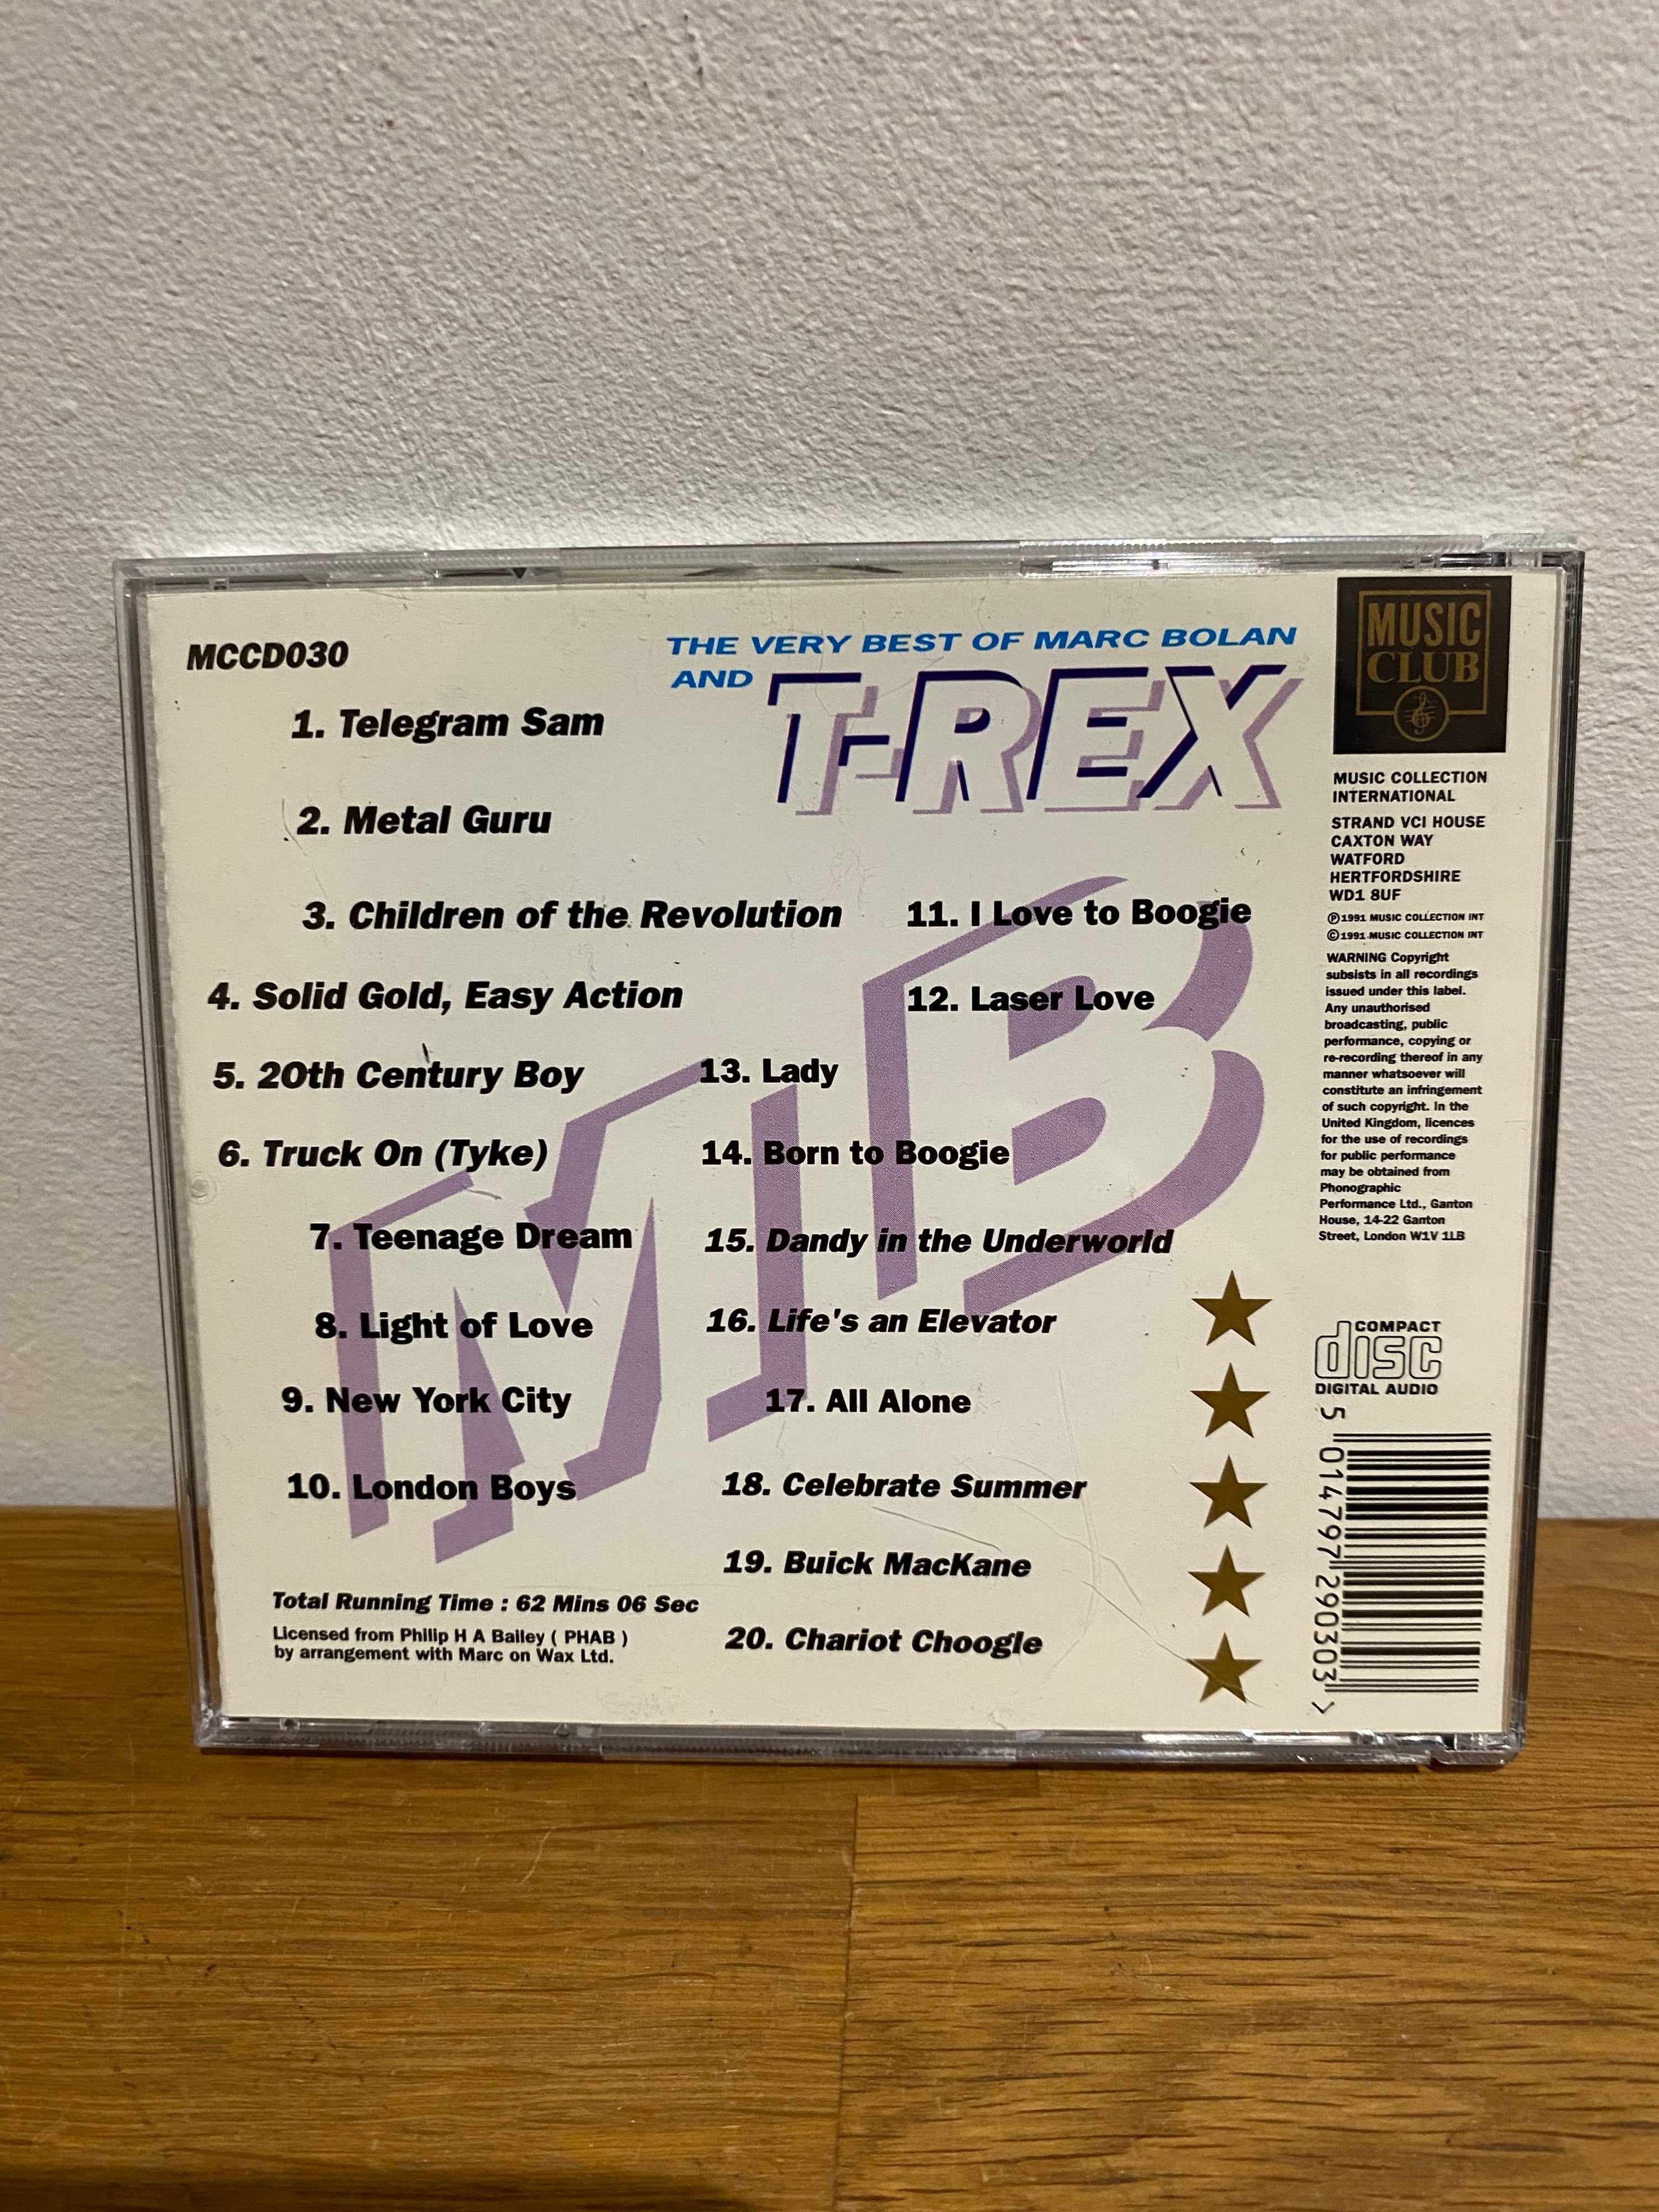 MCCD030
THE VERY BEST OF MARC BOLAN
AND T-REX
1. Telegram Sam
2. Metal Guru
3. Children of the Revolution
4. Solid Gold, Easy Action
5. 20th Century Boy
6. Truck On (Tyke)
7. Teenage Dream
8. Light of Love
9. New York City
10. London Boys
11. I Love to Boogie
12. Laser Love
13. Lady
14. Born to Boogie
15. Dandy in the Underworld
16. Life's an Elevator
17. All Alone
18. Celebrate Summer
19. Buick MacKane
20. Chariot Choogle
MB
Total Running Time : 62 Mins 06 Sec
Licensed from Philip H A Bailey ( PHAB )
by arrangement with Marc on Wax Ltd.
MUSIC
CLUB
MUSIC COLLECTION
INTERNATIONAL
STRAND VCI HOUSE
CAXTON WAY
WATFORD
HERTFORDSHIRE
WD1 8UF
℗1991 MUSIC COLLECTION INT
©1991 MUSIC COLLECTION INT
WARNING Copyright
subsists in all recordings
issued under this label.
Any unauthorised
broadcasting, public
performance, copying or
re-recording thereof in any
manner whatsoever will
constitute an infringement
of such copyright. In the
United Kingdom, licences
for the use of recordings
for public performance
may be obtained from
Phonographic
Performance Ltd., Ganton
House, 14-22 Ganton
Street, London W1V 1LB
COMPACT
disc
DIGITAL AUDIO
5 014797 290303 >